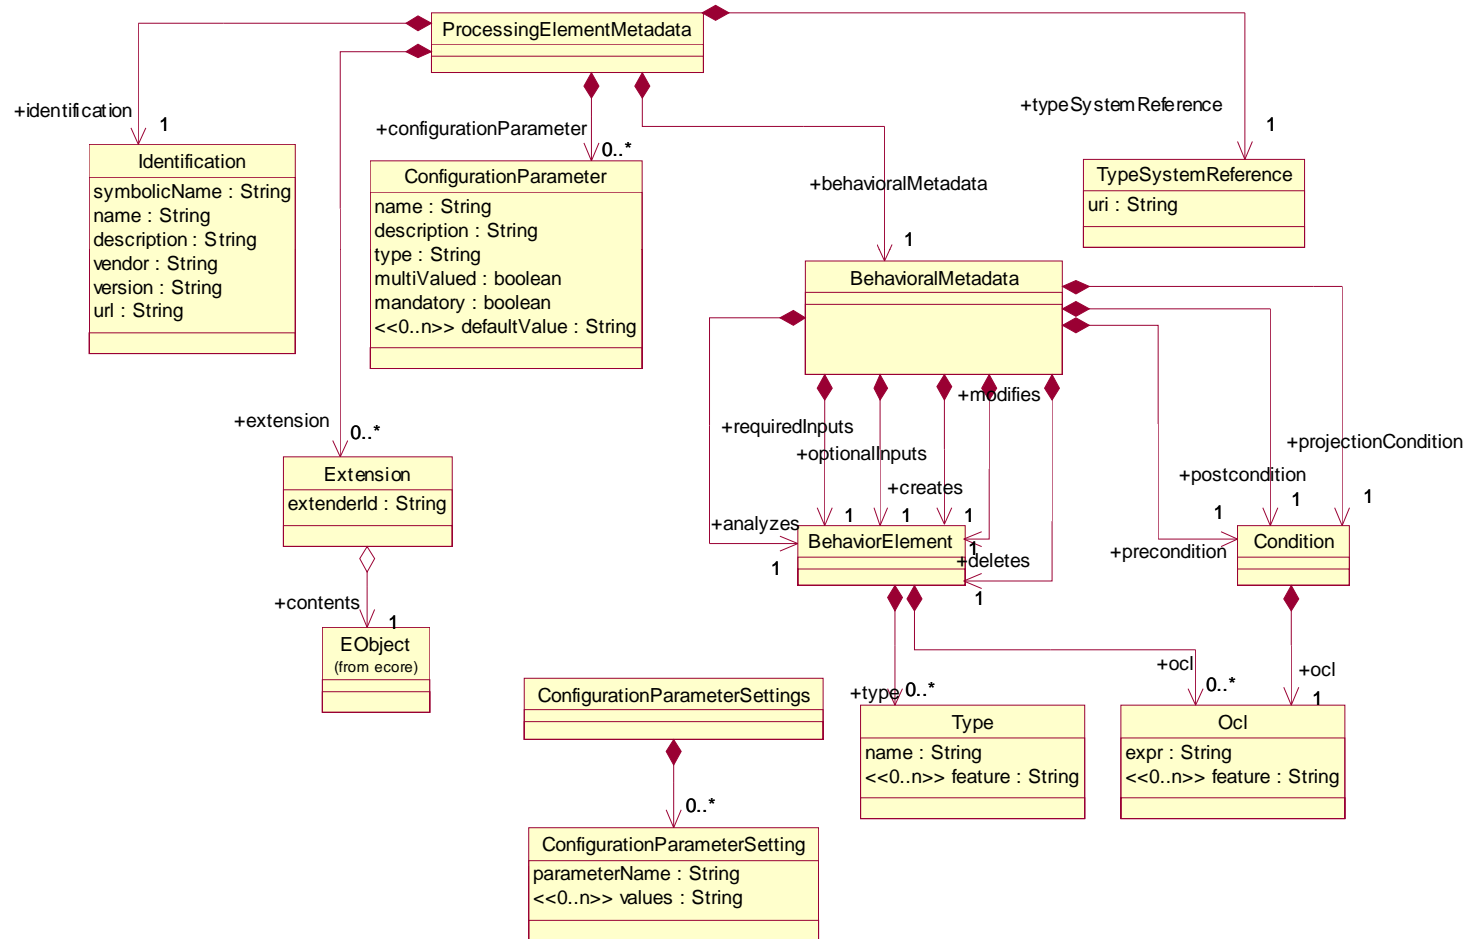 ProcessingElementMetadata
+identification
1
+configurationParameter
0..*
+behavioralMetadata
1
+typeSystemReference
1
Identification
symbolicName : String
name : String
description : String
vendor : String
version : String
url : String
ConfigurationParameter
name : String
description : String
type : String
multiValued : boolean
mandatory : boolean
<<0..n>> defaultValue : String
TypeSystemReference
uri : String
BehavioralMetadata
+extension
0..*
+requiredInputs
1
+optionalInputs
1
+creates
1
+modifies
1
+analyzes
1
+deletes
1
+projectionCondition
1
+postcondition
1
+precondition
1
Extension
extenderId : String
BehaviorElement
Condition
+contents
1
EObject
(from ecore)
+type
0..*
+ocl
0..*
+ocl
1
ConfigurationParameterSettings
0..*
Type
name : String
<<0..n>> feature : String
Ocl
expr : String
<<0..n>> feature : String
ConfigurationParameterSetting
parameterName : String
<<0..n>> values : String